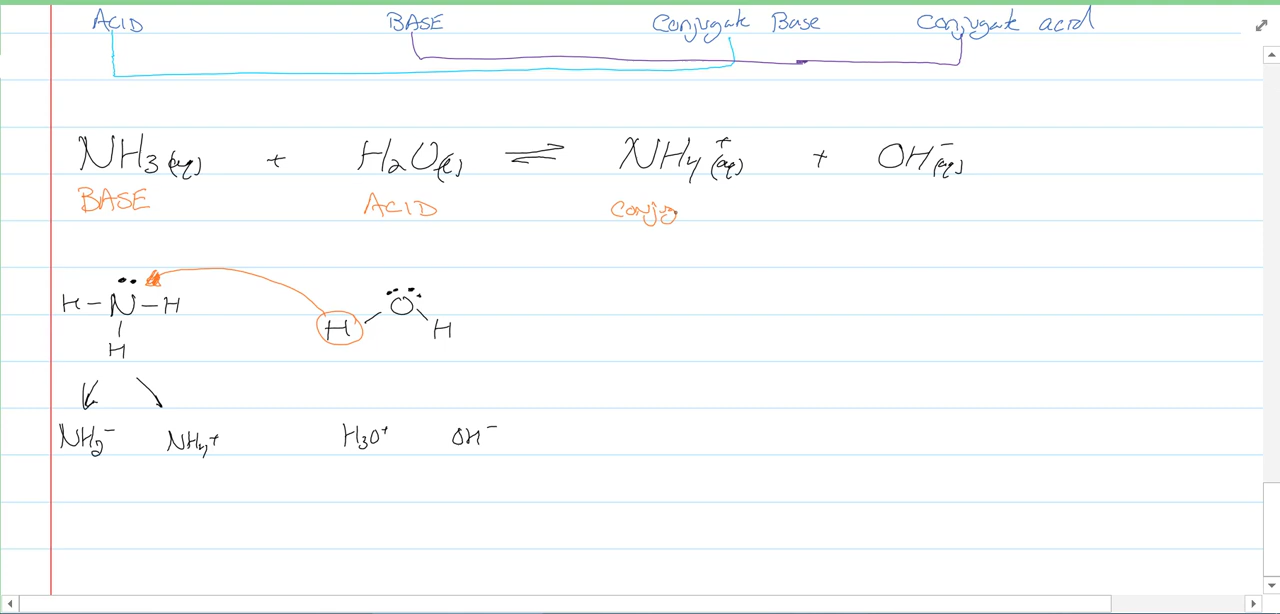 ACID BASE Conjugate Base Conjugate acid
NH3(aq) + H2O(l) ⇌ NH4+(aq) + OH-(aq)
BASE ACID Conjug
H-N-H H O H
H
NH2- NH4+ H3O+ OH-